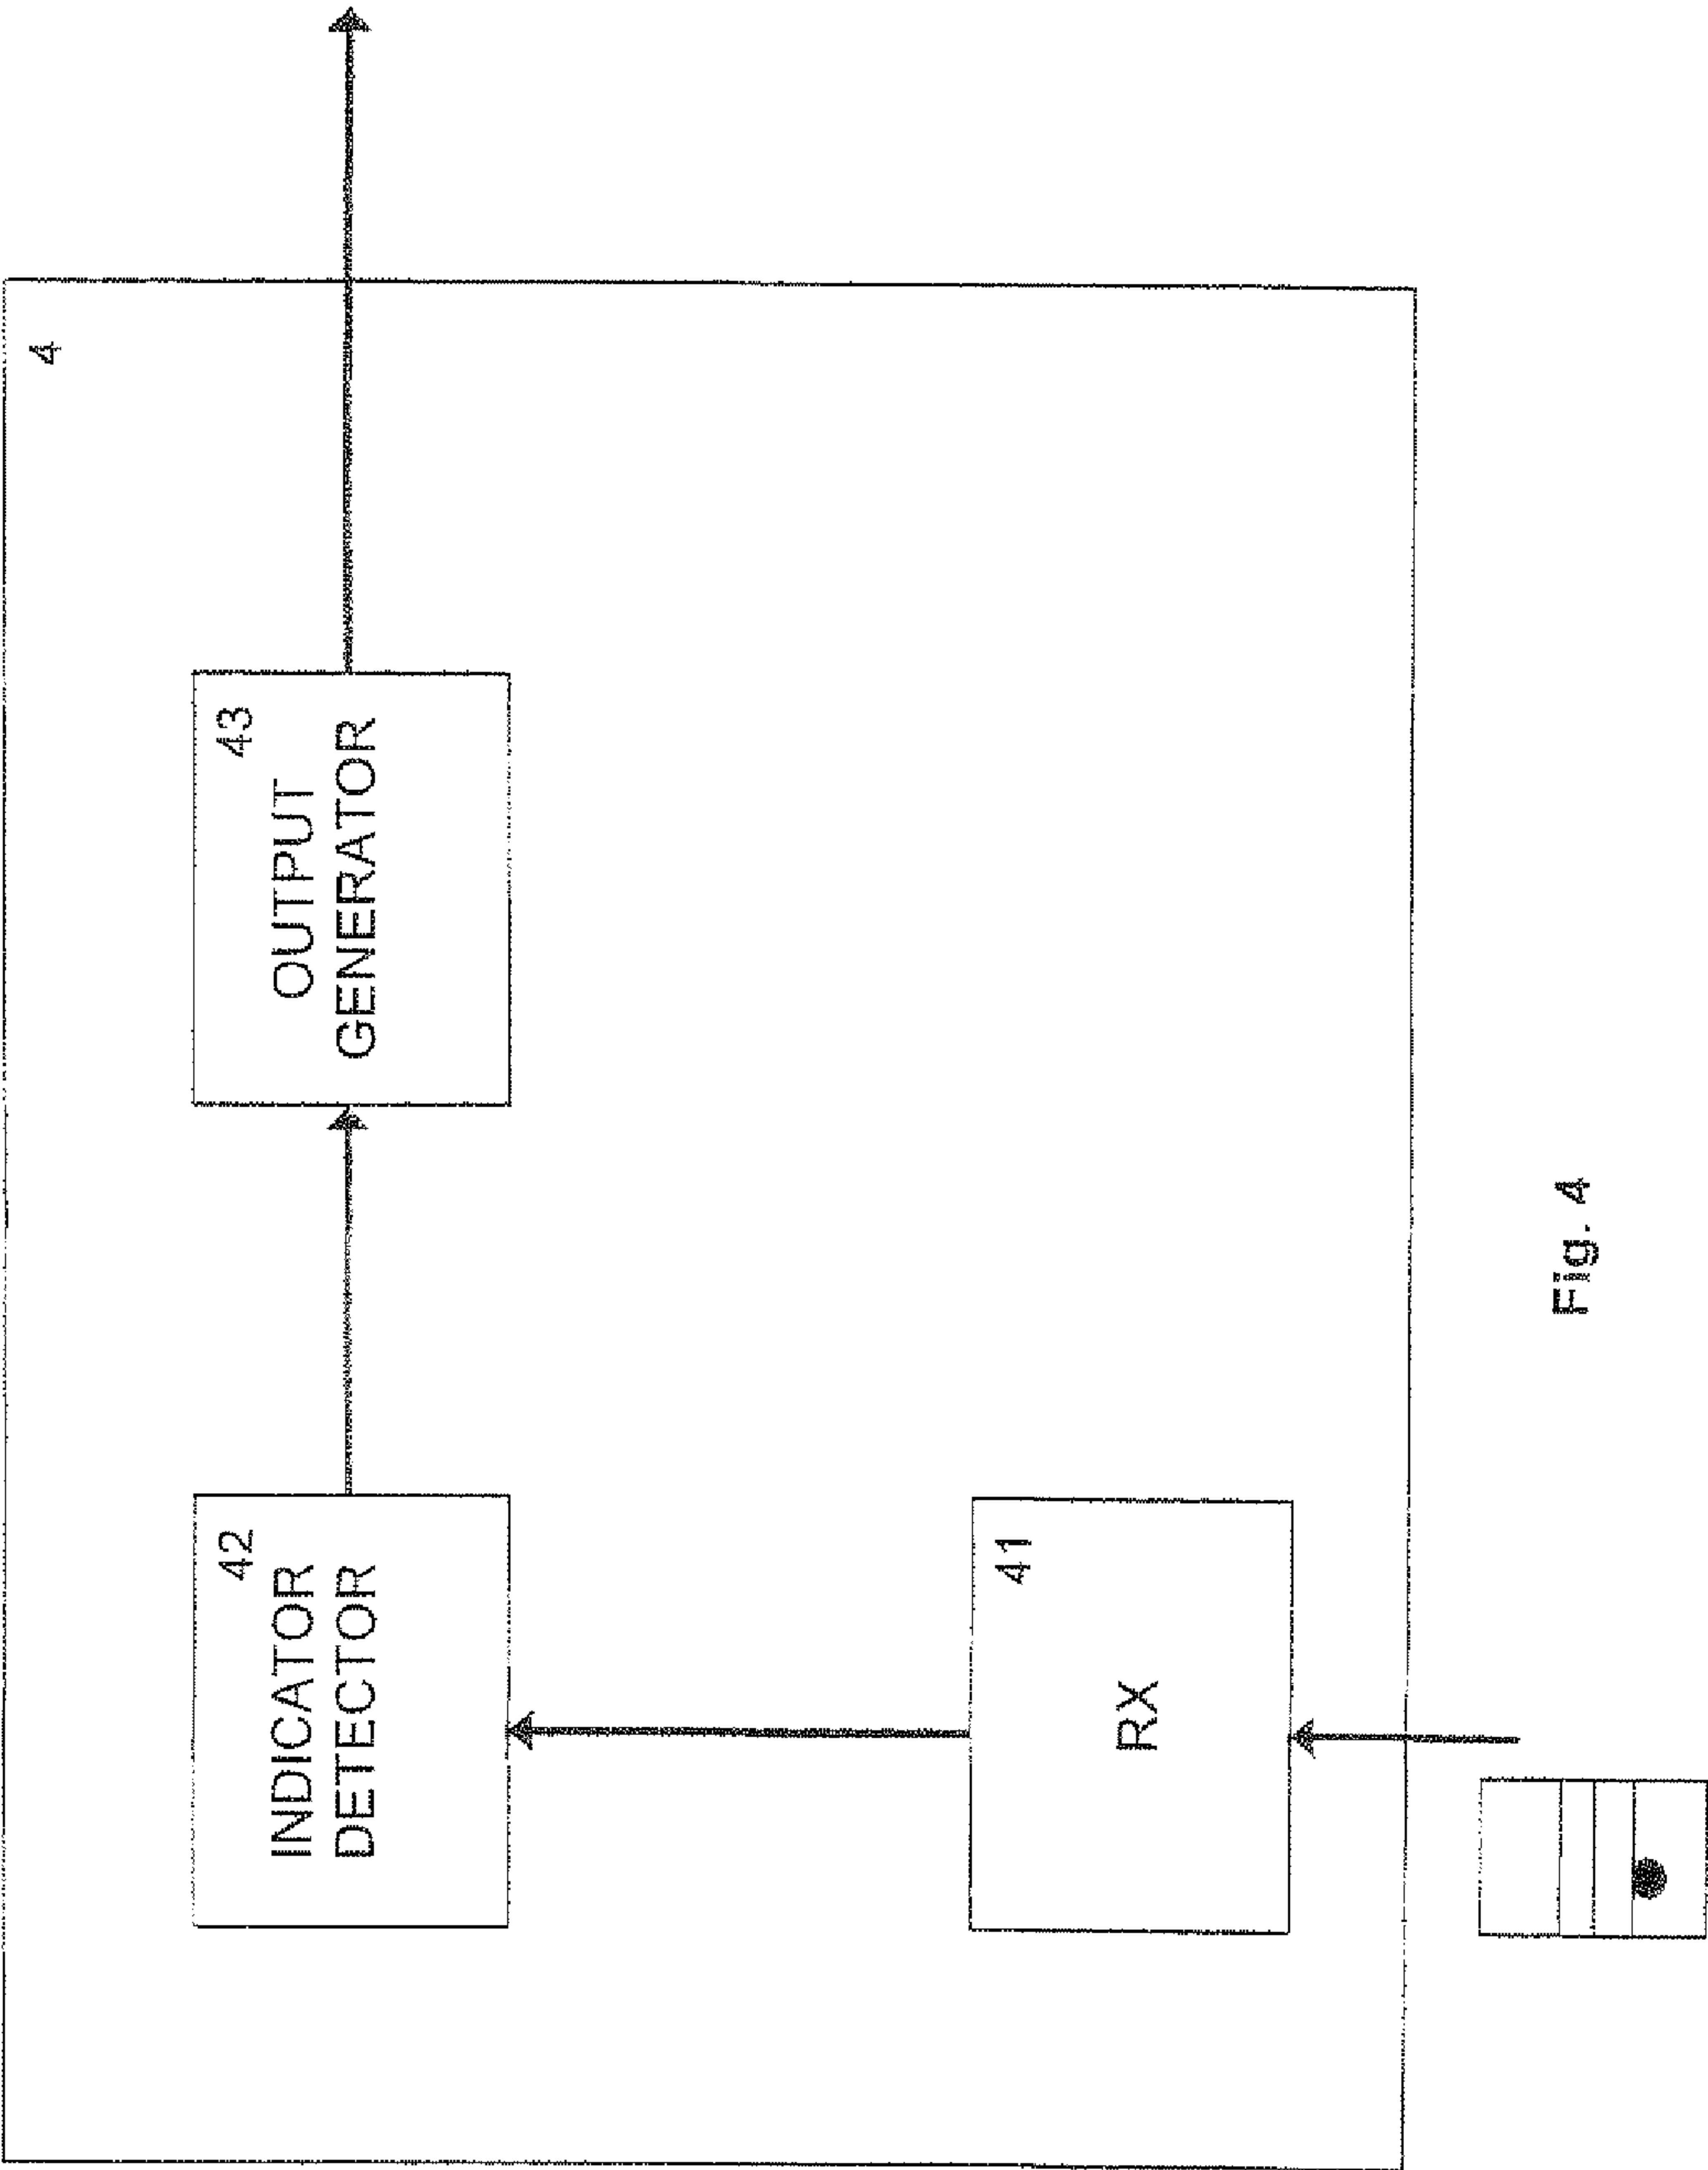 4
42
INDICATOR
DETECTOR
43
OUTPUT
GENERATOR
41
RX
Fig. 4